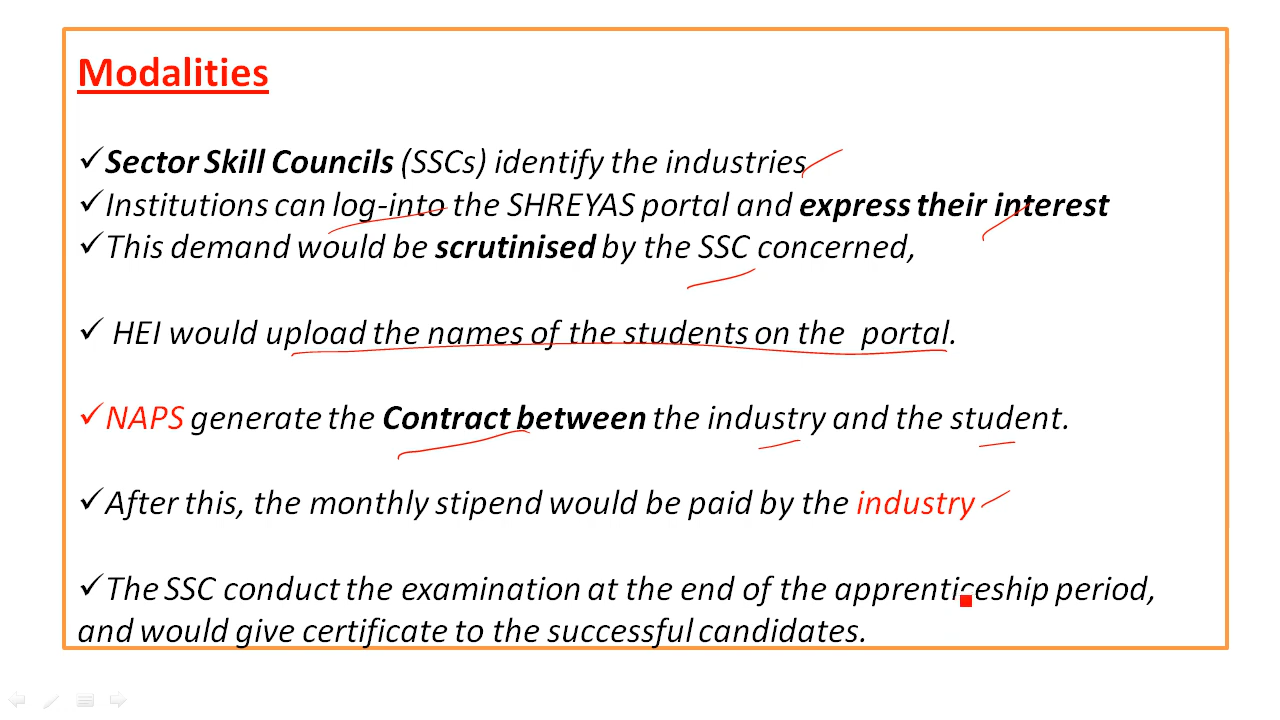 Modalities
✓Sector Skill Councils (SSCs) identify the industries
✓Institutions can log-into the SHREYAS portal and express their interest
✓This demand would be scrutinised by the SSC concerned,
✓ HEI would upload the names of the students on the portal.
✓NAPS generate the Contract between the industry and the student.
✓After this, the monthly stipend would be paid by the industry
✓The SSC conduct the examination at the end of the apprenticeship period,
and would give certificate to the successful candidates.